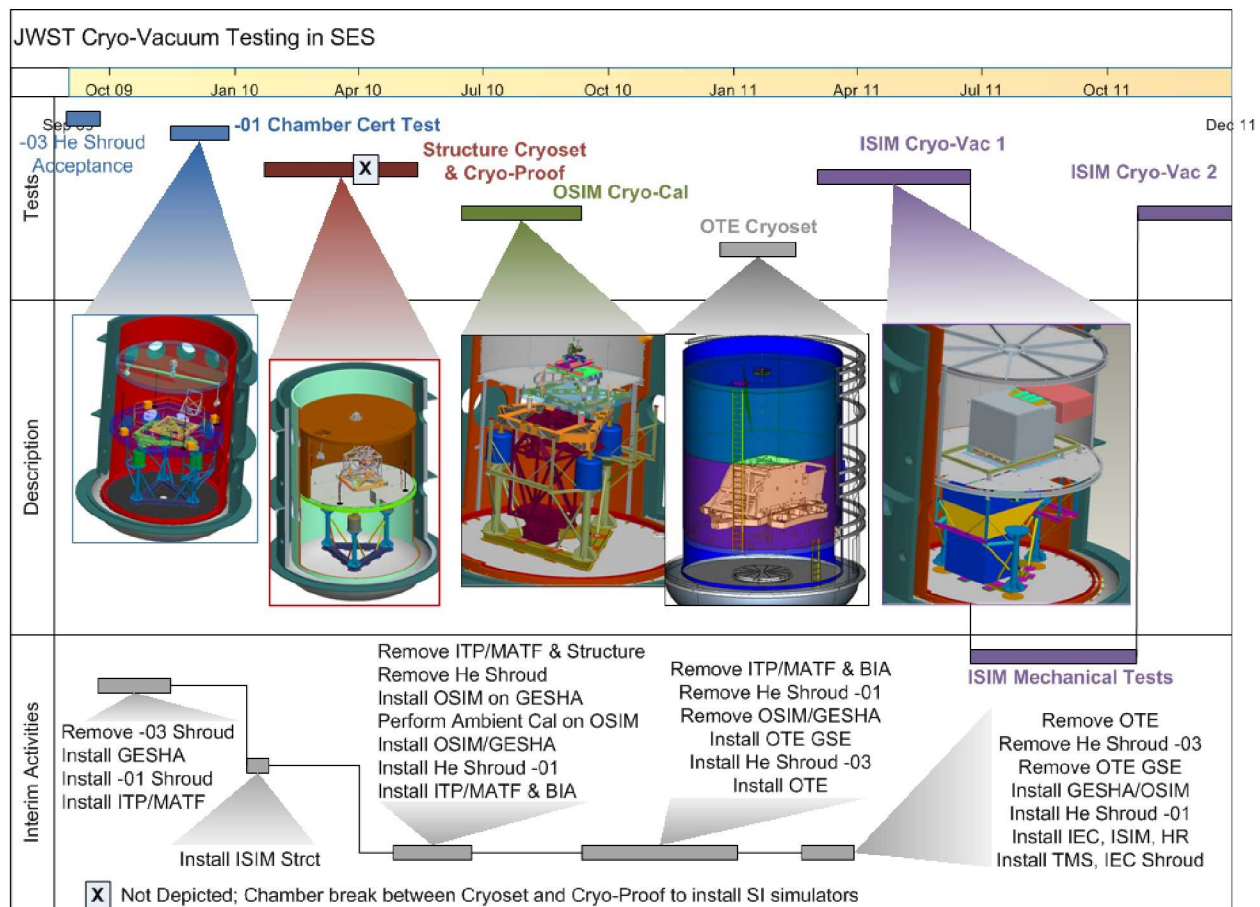 JWST Cryo-Vacuum Testing in SES
Oct 09
Jan 10
Apr 10
Jul 10
Oct 10
Jan 11
Apr 11
Jul 11
Oct 11
Sep 09
Dec 11
Tests
-03 He Shroud
Acceptance
-01 Chamber Cert Test
Structure Cryoset
& Cryo-Proof
X
OSIM Cryo-Cal
OTE Cryoset
ISIM Cryo-Vac 1
ISIM Cryo-Vac 2
Description
ISIM Mechanical Tests
Interim Activities
Remove -03 Shroud
Install GESHA
Install -01 Shroud
Install ITP/MATF
Install ISIM Strct
Remove ITP/MATF & Structure
Remove He Shroud
Install OSIM on GESHA
Perform Ambient Cal on OSIM
Install OSIM/GESHA
Install He Shroud -01
Install ITP/MATF & BIA
Remove ITP/MATF & BIA
Remove He Shroud -01
Remove OSIM/GESHA
Install OTE GSE
Install He Shroud -03
Install OTE
Remove OTE
Remove He Shroud -03
Remove OTE GSE
Install GESHA/OSIM
Install He Shroud -01
Install IEC, ISIM, HR
Install TMS, IEC Shroud
X Not Depicted; Chamber break between Cryoset and Cryo-Proof to install SI simulators